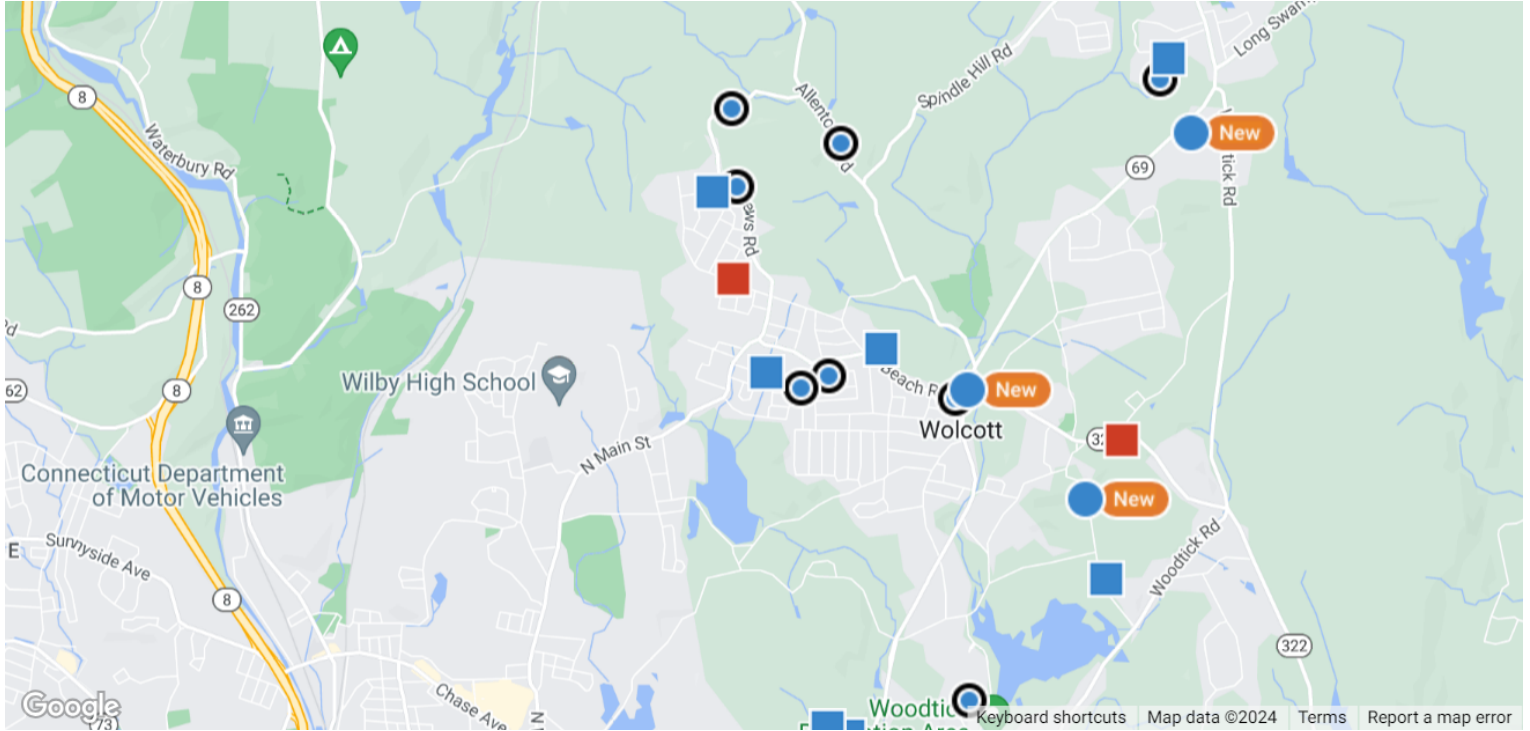 8
Waterbury Rd
Spindle Hill Rd
Long Swamp
New
69
8
262
Wilby High School
8
New
Wolcott
Connecticut Department
of Motor Vehicles
N Main St
New
Sunnyside Ave
Woodtick Rd
8
322
Chase Ave
Google
Keyboard shortcuts
Map data ©2024
Terms
Report a map error